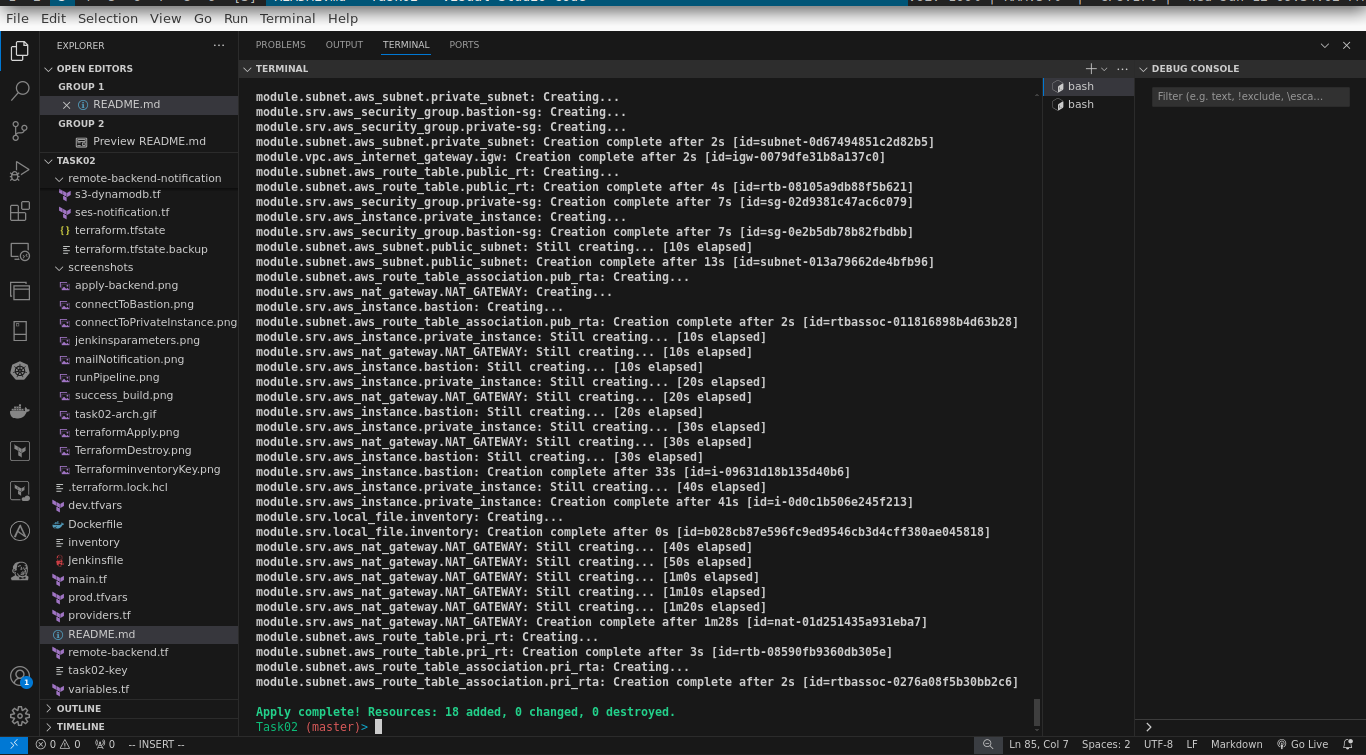 File Edit Selection View Go Run Terminal Help
EXPLORER
OPEN EDITORS
GROUP 1
README.md
GROUP 2
Preview README.md
TASK02
remote-backend-notification
s3-dynamodb.tf
ses-notification.tf
terraform.tfstate
terraform.tfstate.backup
screenshots
apply-backend.png
connectToBastion.png
connectToPrivateInstance.png
jenkinsparameters.png
mailNotification.png
runPipeline.png
success_build.png
task02-arch.gif
terraformApply.png
TerraformDestroy.png
TerraforminventoryKey.png
.terraform.lock.hcl
dev.tfvars
Dockerfile
inventory
Jenkinsfile
main.tf
prod.tfvars
providers.tf
README.md
remote-backend.tf
task02-key
variables.tf
OUTLINE
TIMELINE
PROBLEMS OUTPUT TERMINAL PORTS
TERMINAL
module.subnet.aws_subnet.private_subnet: Creating...
module.srv.aws_security_group.bastion-sg: Creating...
module.srv.aws_security_group.private-sg: Creating...
module.subnet.aws_subnet.private_subnet: Creation complete after 2s [id=subnet-0d67494851c2d82b5]
module.vpc.aws_internet_gateway.igw: Creation complete after 2s [id=igw-0079dfe31b8a137c0]
module.subnet.aws_route_table.public_rt: Creating...
module.subnet.aws_route_table.public_rt: Creation complete after 4s [id=rtb-08105a9db88f5b621]
module.srv.aws_security_group.private-sg: Creation complete after 7s [id=sg-02d9381c47ac6c079]
module.srv.aws_instance.private_instance: Creating...
module.srv.aws_security_group.bastion-sg: Creation complete after 7s [id=sg-0e2b5db78b82fbdbb]
module.subnet.aws_subnet.public_subnet: Still creating... [10s elapsed]
module.subnet.aws_subnet.public_subnet: Creation complete after 13s [id=subnet-013a79662de4bfb96]
module.subnet.aws_route_table_association.pub_rta: Creating...
module.srv.aws_nat_gateway.NAT_GATEWAY: Creating...
module.srv.aws_instance.bastion: Creating...
module.subnet.aws_route_table_association.pub_rta: Creation complete after 2s [id=rtbassoc-011816898b4d63b28]
module.srv.aws_instance.private_instance: Still creating... [10s elapsed]
module.srv.aws_nat_gateway.NAT_GATEWAY: Still creating... [10s elapsed]
module.srv.aws_instance.bastion: Still creating... [10s elapsed]
module.srv.aws_instance.private_instance: Still creating... [20s elapsed]
module.srv.aws_nat_gateway.NAT_GATEWAY: Still creating... [20s elapsed]
module.srv.aws_instance.bastion: Still creating... [20s elapsed]
module.srv.aws_instance.private_instance: Still creating... [30s elapsed]
module.srv.aws_nat_gateway.NAT_GATEWAY: Still creating... [30s elapsed]
module.srv.aws_instance.bastion: Still creating... [30s elapsed]
module.srv.aws_instance.bastion: Creation complete after 33s [id=i-09631d18b135d40b6]
module.srv.aws_instance.private_instance: Still creating... [40s elapsed]
module.srv.aws_instance.private_instance: Creation complete after 41s [id=i-0d0c1b506e245f213]
module.srv.local_file.inventory: Creating...
module.srv.local_file.inventory: Creation complete after 0s [id=b028cb87e596fc9ed9546cb3d4cff380ae045818]
module.srv.aws_nat_gateway.NAT_GATEWAY: Still creating... [40s elapsed]
module.srv.aws_nat_gateway.NAT_GATEWAY: Still creating... [50s elapsed]
module.srv.aws_nat_gateway.NAT_GATEWAY: Still creating... [1m0s elapsed]
module.srv.aws_nat_gateway.NAT_GATEWAY: Still creating... [1m10s elapsed]
module.srv.aws_nat_gateway.NAT_GATEWAY: Still creating... [1m20s elapsed]
module.srv.aws_nat_gateway.NAT_GATEWAY: Creation complete after 1m28s [id=nat-01d251435a931eba7]
module.subnet.aws_route_table.pri_rt: Creating...
module.subnet.aws_route_table.pri_rt: Creation complete after 3s [id=rtb-08590fb9360db305e]
module.subnet.aws_route_table_association.pri_rta: Creating...
module.subnet.aws_route_table_association.pri_rta: Creation complete after 2s [id=rtbassoc-0276a08f5b30bb2c6]
Apply complete! Resources: 18 added, 0 changed, 0 destroyed.
Task02 (master)>
bash
bash
DEBUG CONSOLE
Filter (e.g. text, !exclude, \esca...
1
0 0 0 -- INSERT --
Ln 85, Col 7 Spaces: 2 UTF-8 LF Markdown Go Live